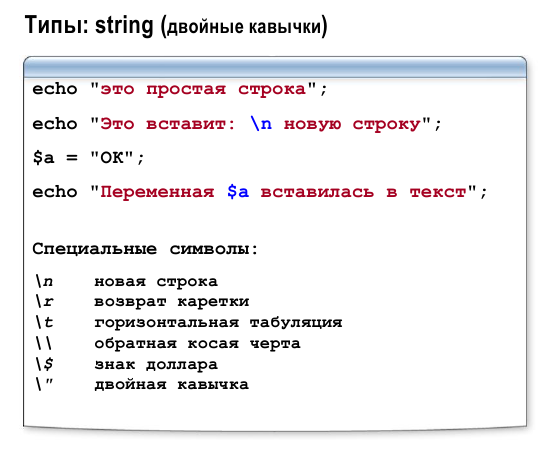 Типы: string (двойные кавычки)
echo "это простая строка";
echo "Это вставит: \n новую строку";
$a = "OK";
echo "Переменная $a вставилась в текст";
Специальные символы:
\n новая строка
\r возврат каретки
\t горизонтальная табуляция
\\ обратная косая черта
\$ знак доллара
\" двойная кавычка